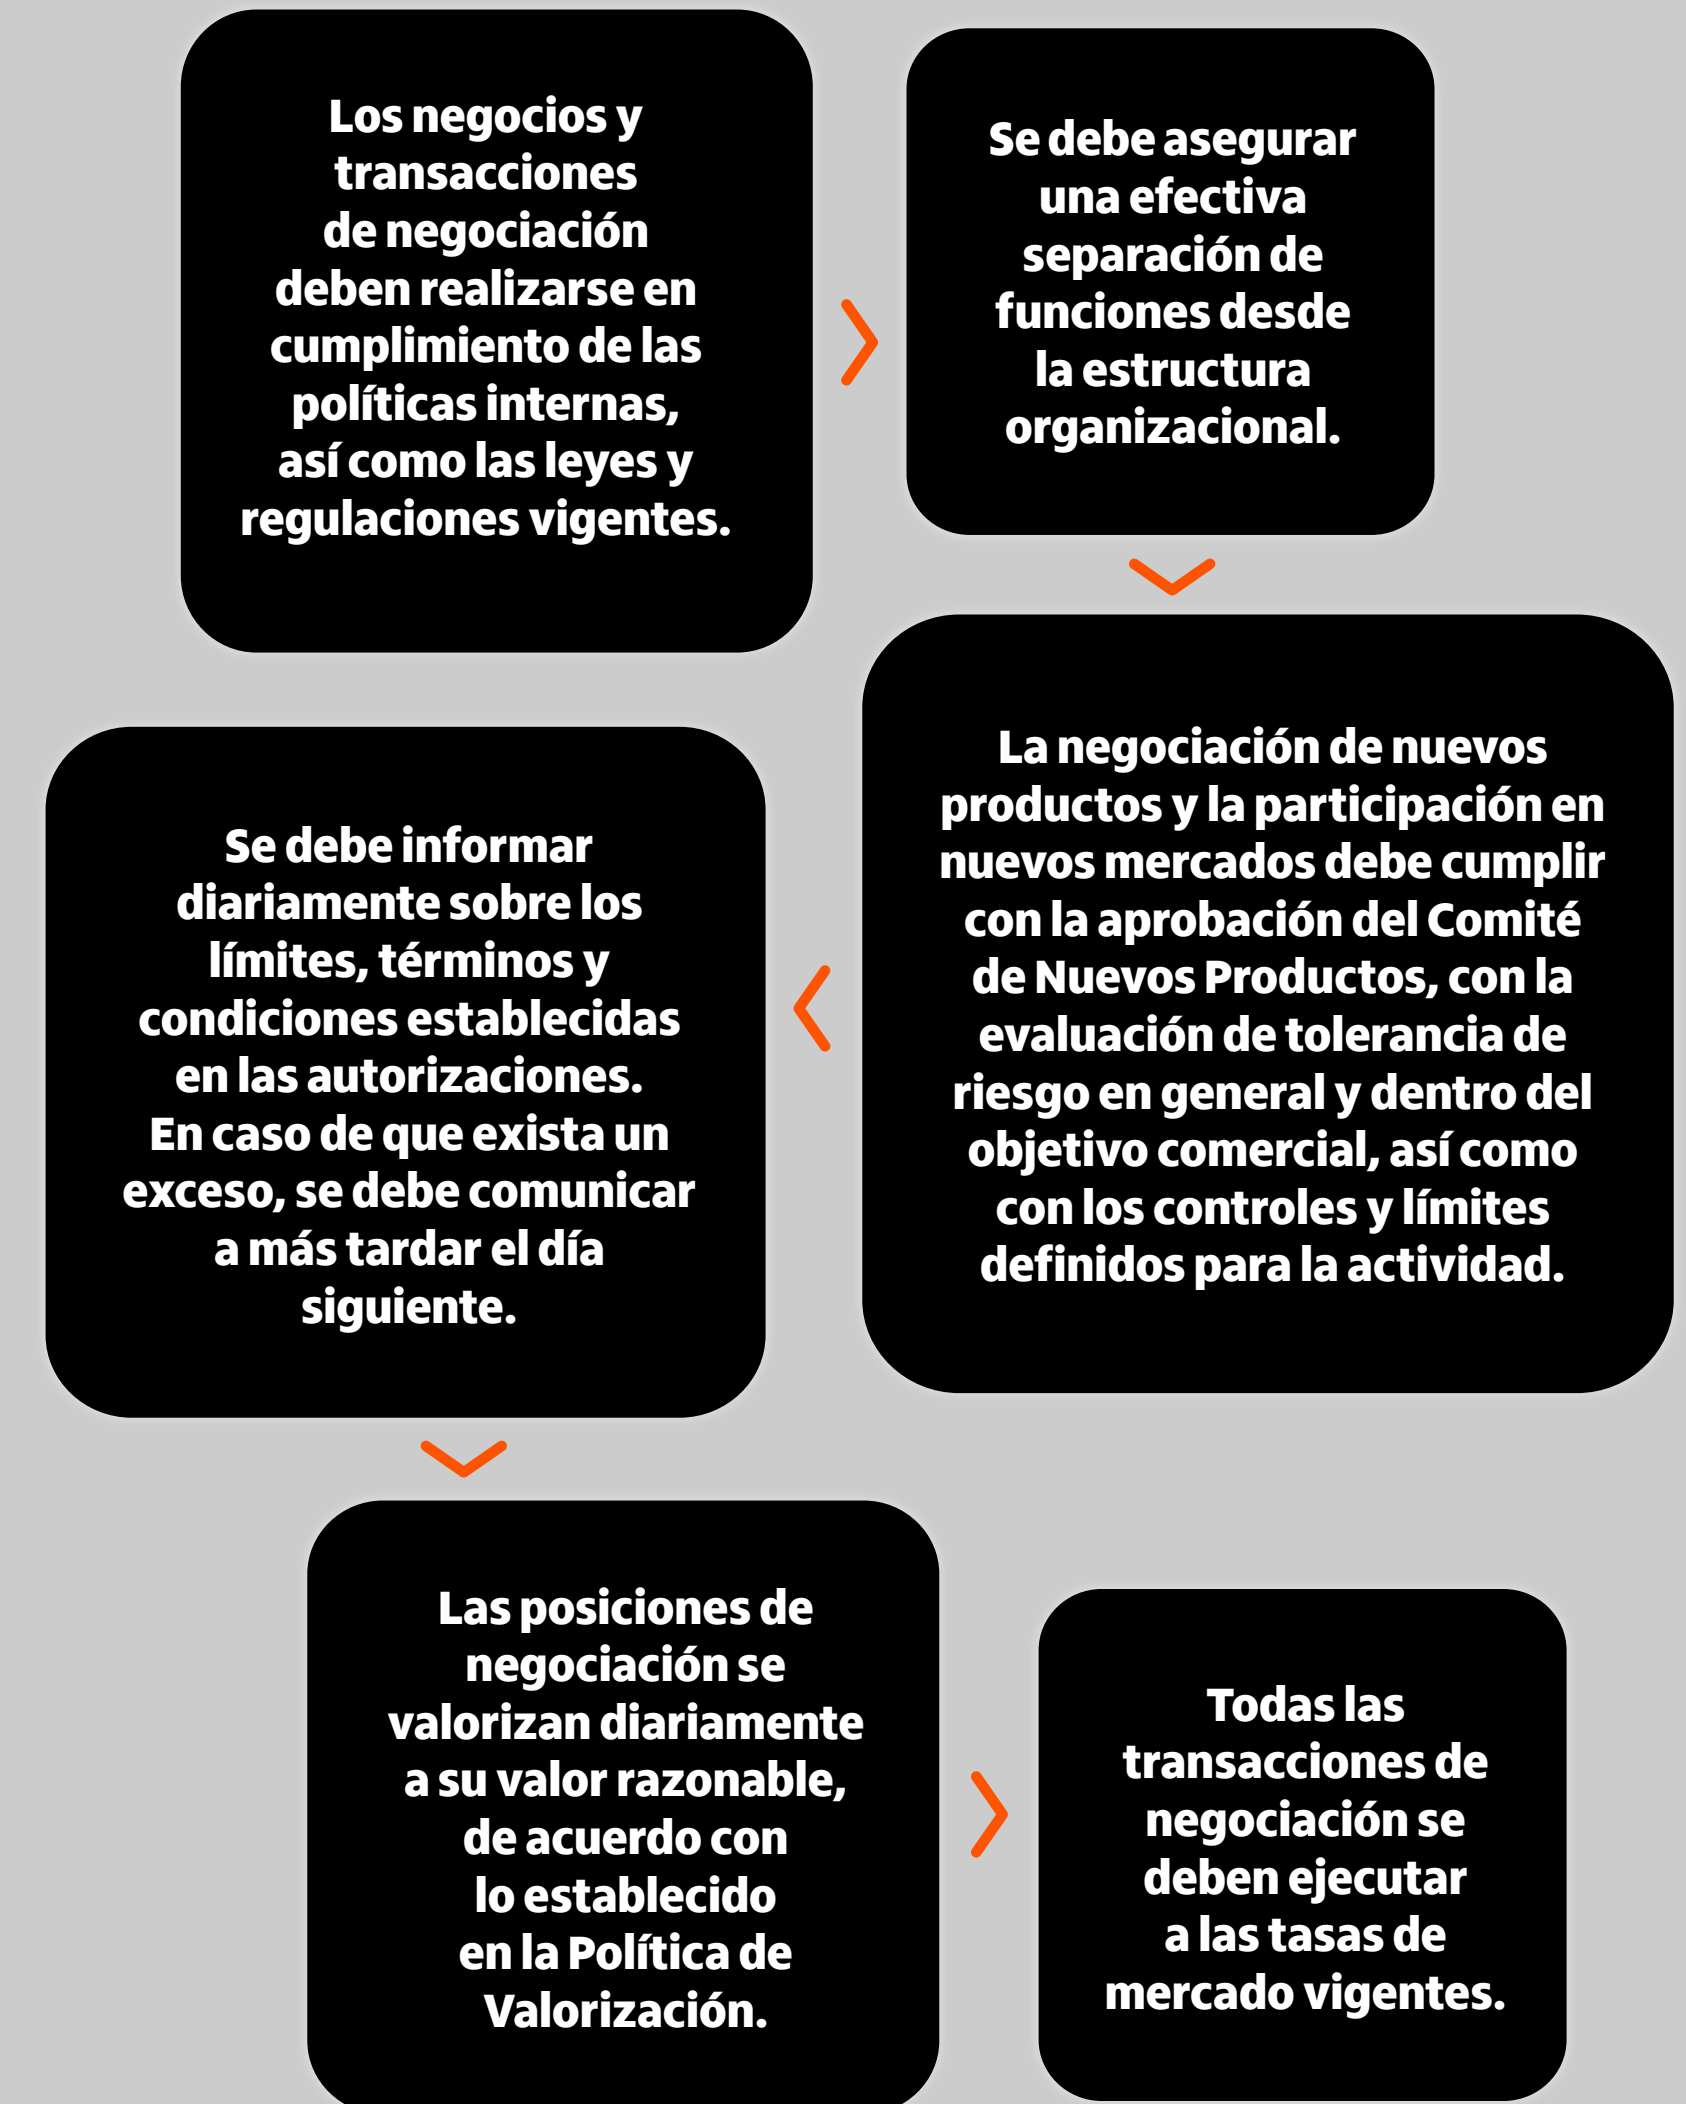 Los negocios y
transacciones
de negociación
deben realizarse en
cumplimiento de las
políticas internas,
así como las leyes y
regulaciones vigentes.
Se debe asegurar
una efectiva
separación de
funciones desde
la estructura
organizacional.
La negociación de nuevos
productos y la participación en
nuevos mercados debe cumplir
con la aprobación del Comité
de Nuevos Productos, con la
evaluación de tolerancia de
riesgo en general y dentro del
objetivo comercial, así como
con los controles y límites
definidos para la actividad.
Se debe informar
diariamente sobre los
límites, términos y
condiciones establecidas
en las autorizaciones.
En caso de que exista un
exceso, se debe comunicar
a más tardar el día
siguiente.
Las posiciones de
negociación se
valorizan diariamente
a su valor razonable,
de acuerdo con
lo establecido
en la Política de
Valorización.
Todas las
transacciones de
negociación se
deben ejecutar
a las tasas de
mercado vigentes.